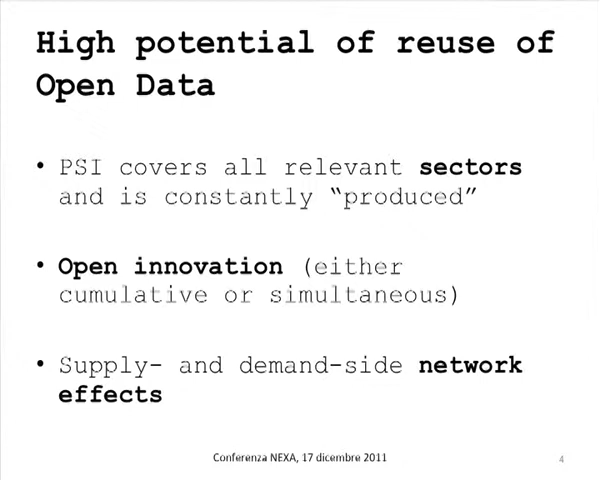 High potential of reuse of
Open Data
• PSI covers all relevant sectors
and is constantly “produced”
• Open innovation (either
cumulative or simultaneous)
• Supply- and demand-side network
effects
Conferenza NEXA, 17 dicembre 2011
4